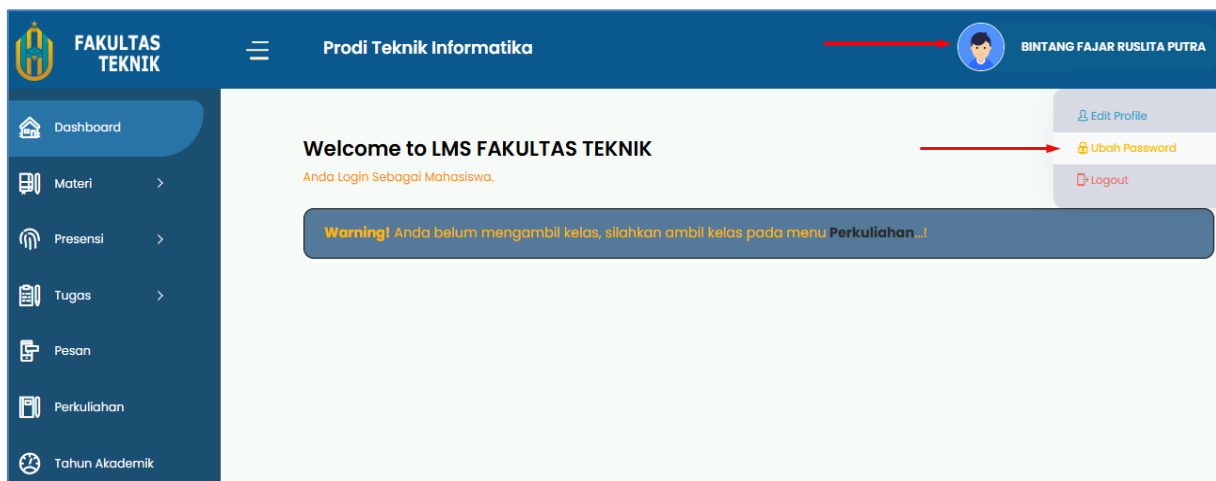 FAKULTAS
TEKNIK
Prodi Teknik Informatika
BINTANG FAJAR RUSLITA PUTRA
Edit Profile
Ubah Password
Logout
Dashboard
Materi
Presensi
Tugas
Pesan
Perkuliahan
Tahun Akademik
Welcome to LMS FAKULTAS TEKNIK
Anda Login Sebagai Mahasiswa.
Warning! Anda belum mengambil kelas, silahkan ambil kelas pada menu Perkuliahan...!